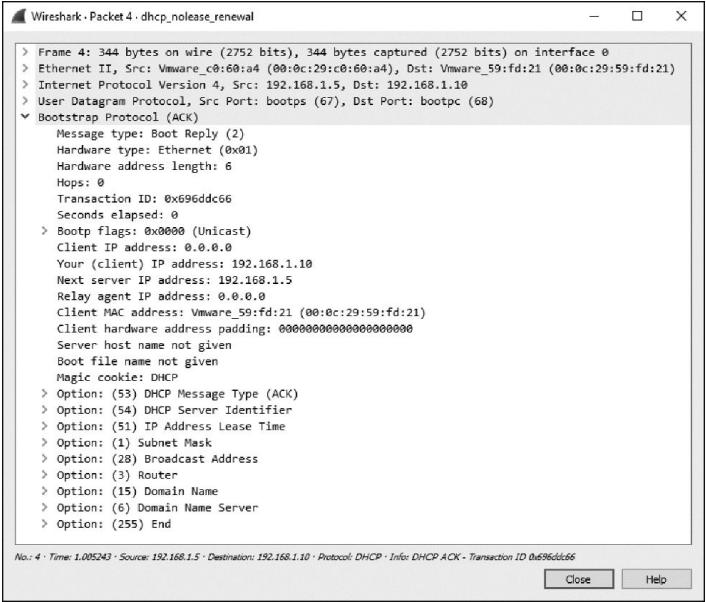 Wireshark · Packet 4 · dhcp_nolease_renewal
Frame 4: 344 bytes on wire (2752 bits), 344 bytes captured (2752 bits) on interface 0
Ethernet II, Src: Vmware_c0:60:a4 (00:0c:29:c0:60:a4), Dst: Vmware_59:fd:21 (00:0c:29:59:fd:21)
Internet Protocol Version 4, Src: 192.168.1.5, Dst: 192.168.1.10
User Datagram Protocol, Src Port: bootps (67), Dst Port: bootpc (68)
Bootstrap Protocol (ACK)
Message type: Boot Reply (2)
Hardware type: Ethernet (0x01)
Hardware address length: 6
Hops: 0
Transaction ID: 0x696ddc66
Seconds elapsed: 0
Bootp flags: 0x0000 (Unicast)
Client IP address: 0.0.0.0
Your (client) IP address: 192.168.1.10
Next server IP address: 192.168.1.5
Relay agent IP address: 0.0.0.0
Client MAC address: Vmware_59:fd:21 (00:0c:29:59:fd:21)
Client hardware address padding: 00000000000000000000
Server host name not given
Boot file name not given
Magic cookie: DHCP
Option: (53) DHCP Message Type (ACK)
Option: (54) DHCP Server Identifier
Option: (51) IP Address Lease Time
Option: (1) Subnet Mask
Option: (28) Broadcast Address
Option: (3) Router
Option: (15) Domain Name
Option: (6) Domain Name Server
Option: (255) End
No.: 4 · Time: 1.005243 · Source: 192.168.1.5 · Destination: 192.168.1.10 · Protocol: DHCP · Info: DHCP ACK - Transaction ID 0x696ddc66
Close Help